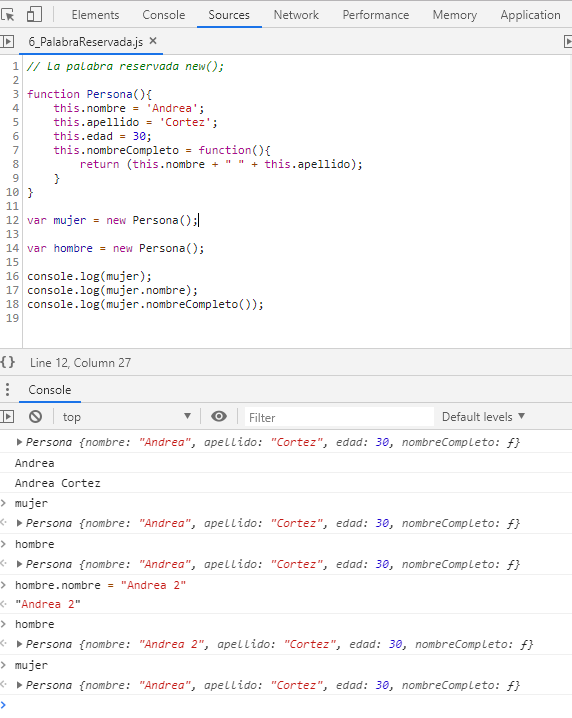 Elements Console Sources Network Performance Memory Application
6_PalabraReservada.js ×
1 // La palabra reservada new();
2
3 function Persona(){
4     this.nombre = 'Andrea';
5     this.apellido = 'Cortez';
6     this.edad = 30;
7     this.nombreCompleto = function(){
8         return (this.nombre + " " + this.apellido);
9     }
10 }
11
12 var mujer = new Persona();
13
14 var hombre = new Persona();
15
16 console.log(mujer);
17 console.log(mujer.nombre);
18 console.log(mujer.nombreCompleto());
19
{} Line 12, Column 27
Console
top ▼ Filter Default levels ▼
▶ Persona {nombre: "Andrea", apellido: "Cortez", edad: 30, nombreCompleto: ƒ}
Andrea
Andrea Cortez
> mujer
<· ▶ Persona {nombre: "Andrea", apellido: "Cortez", edad: 30, nombreCompleto: ƒ}
> hombre
<· ▶ Persona {nombre: "Andrea", apellido: "Cortez", edad: 30, nombreCompleto: ƒ}
> hombre.nombre = "Andrea 2"
<· "Andrea 2"
> hombre
<· ▶ Persona {nombre: "Andrea 2", apellido: "Cortez", edad: 30, nombreCompleto: ƒ}
> mujer
<· ▶ Persona {nombre: "Andrea", apellido: "Cortez", edad: 30, nombreCompleto: ƒ}
>